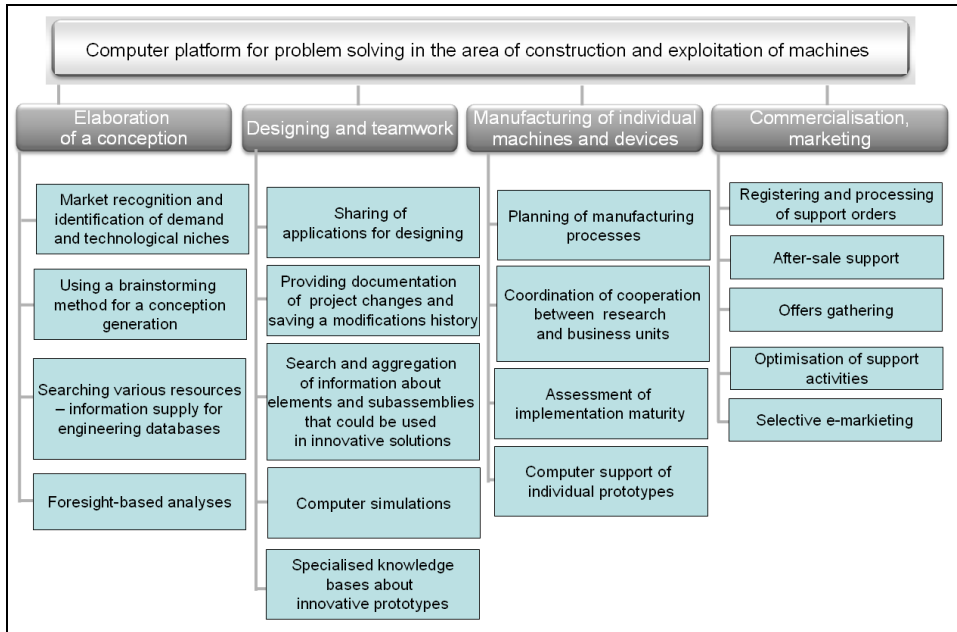 Computer platform for problem solving in the area of construction and exploitation of machines
Elaboration
of a conception
Market recognition and
identification of demand
and technological niches
Using a brainstorming
method for a conception
generation
Searching various resources
– information supply for
engineering databases
Foresight-based analyses
Designing and teamwork
Sharing of
applications for designing
Providing documentation
of project changes and
saving a modifications history
Search and aggregation
of information about
elements and subassemblies
that could be used
in innovative solutions
Computer simulations
Specialised knowledge
bases about
innovative prototypes
Manufacturing of individual
machines and devices
Planning of manufacturing
processes
Coordination of cooperation
between research
and business units
Assessment of
implementation maturity
Computer support of
individual prototypes
Commercialisation,
marketing
Registering and processing
of support orders
After-sale support
Offers gathering
Optimisation of support
activities
Selective e-markieting